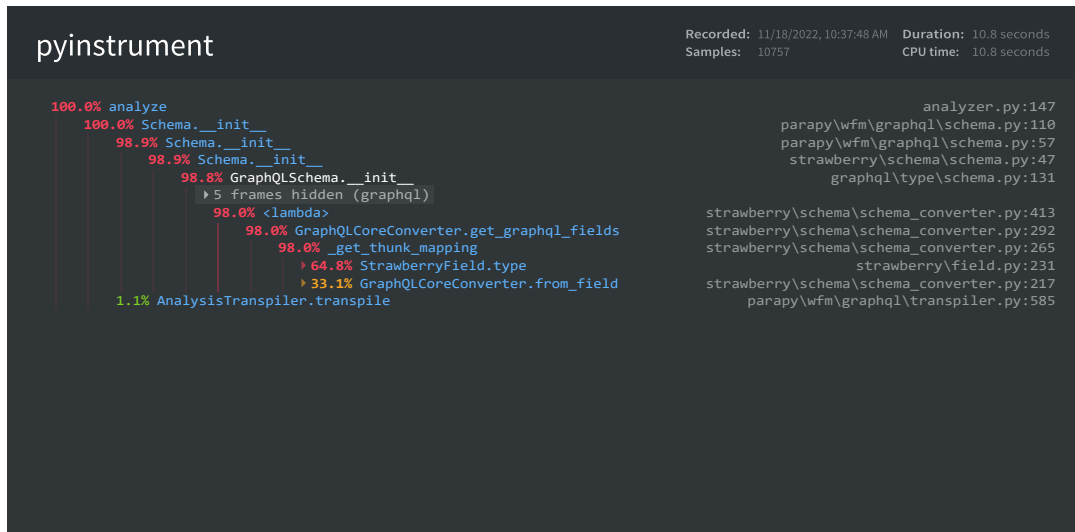 pyinstrument
Recorded: 11/18/2022, 10:37:48 AM Duration: 10.8 seconds
Samples: 10757 CPU time: 10.8 seconds
100.0% analyze analyzer.py:147
100.0% Schema.__init__ parapy\wfm\graphql\schema.py:110
98.9% Schema.__init__ parapy\wfm\graphql\schema.py:57
98.9% Schema.__init__ strawberry\schema\schema.py:47
98.8% GraphQLSchema.__init__ graphql\type\schema.py:131
5 frames hidden (graphql)
98.0% <lambda> strawberry\schema\schema_converter.py:413
98.0% GraphQLCoreConverter.get_graphql_fields strawberry\schema\schema_converter.py:292
98.0% _get_thunk_mapping strawberry\schema\schema_converter.py:265
64.8% StrawberryField.type strawberry\field.py:231
33.1% GraphQLCoreConverter.from_field strawberry\schema\schema_converter.py:217
1.1% AnalysisTranspiler.transpile parapy\wfm\graphql\transpiler.py:585